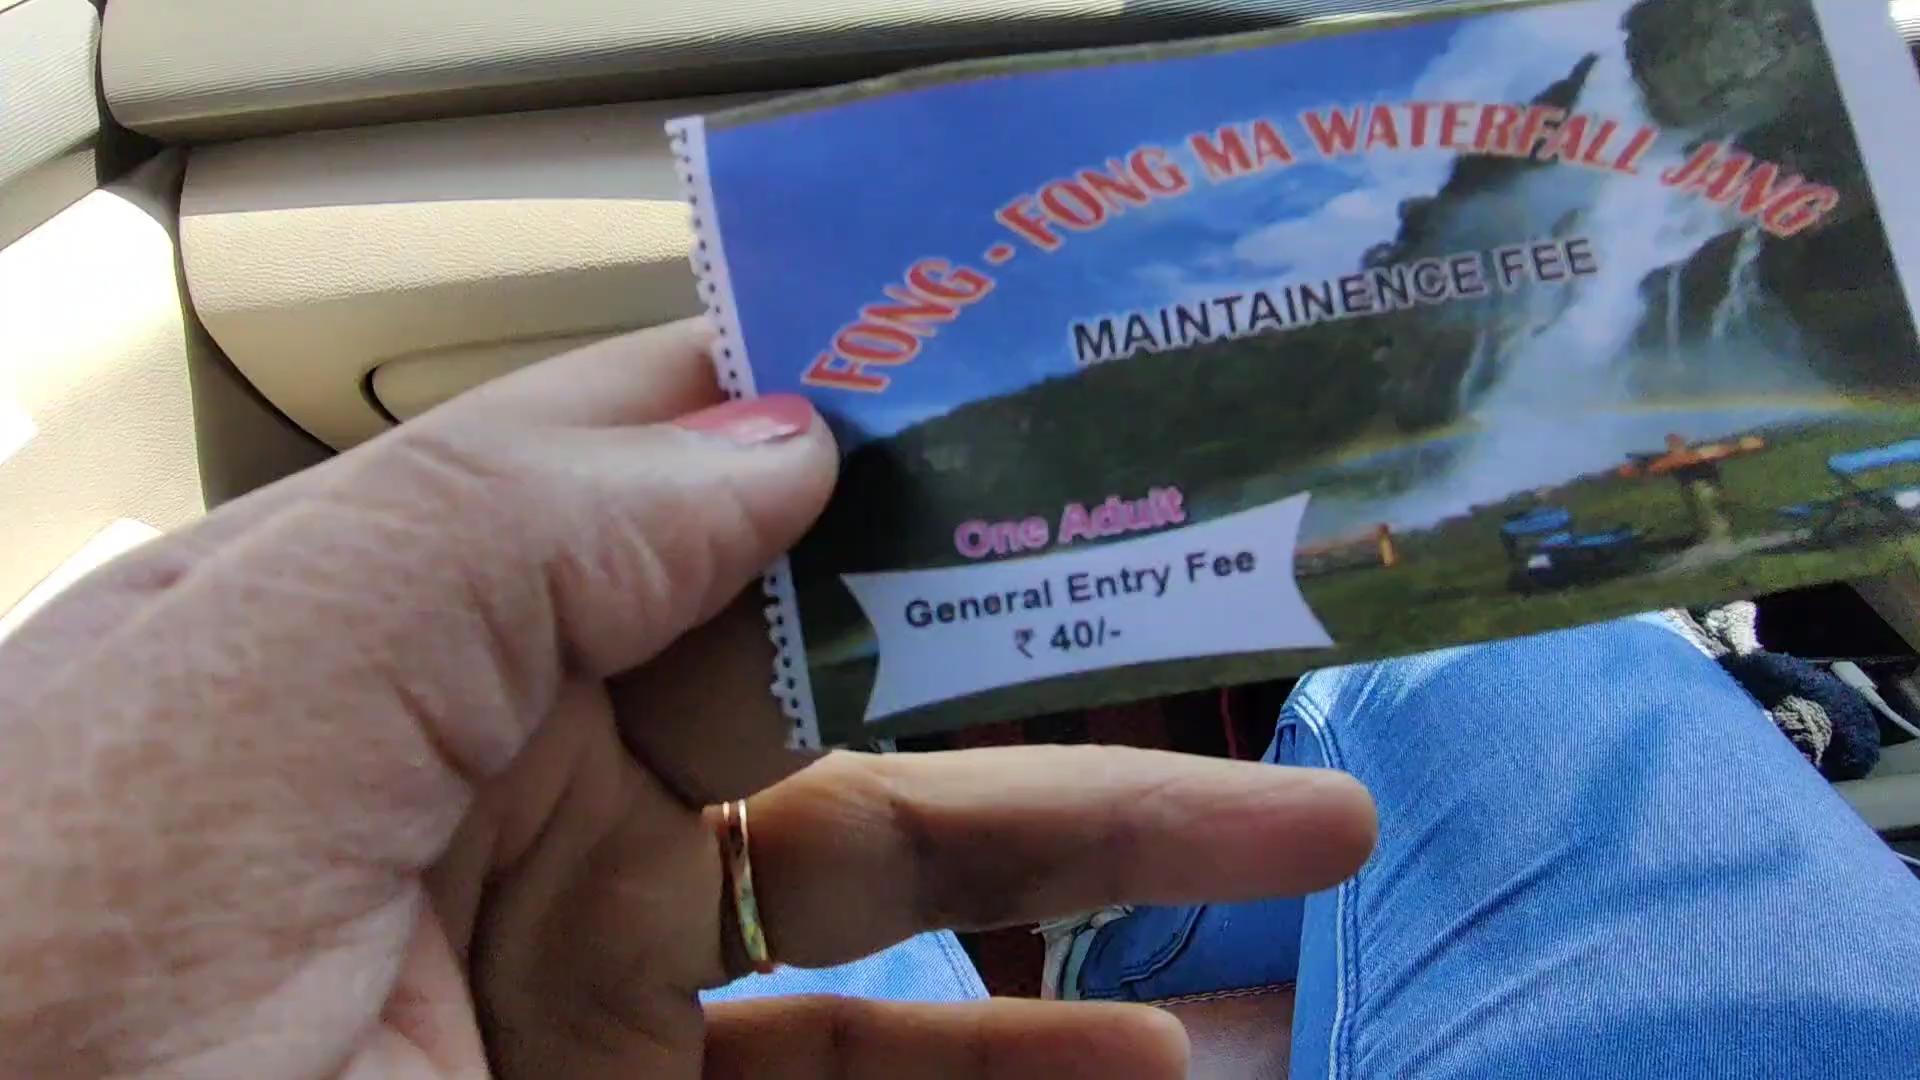 FONG - FONG MA WATERFALL JANG
MAINTAINENCE FEE
One Adult
General Entry Fee
₹ 40/-